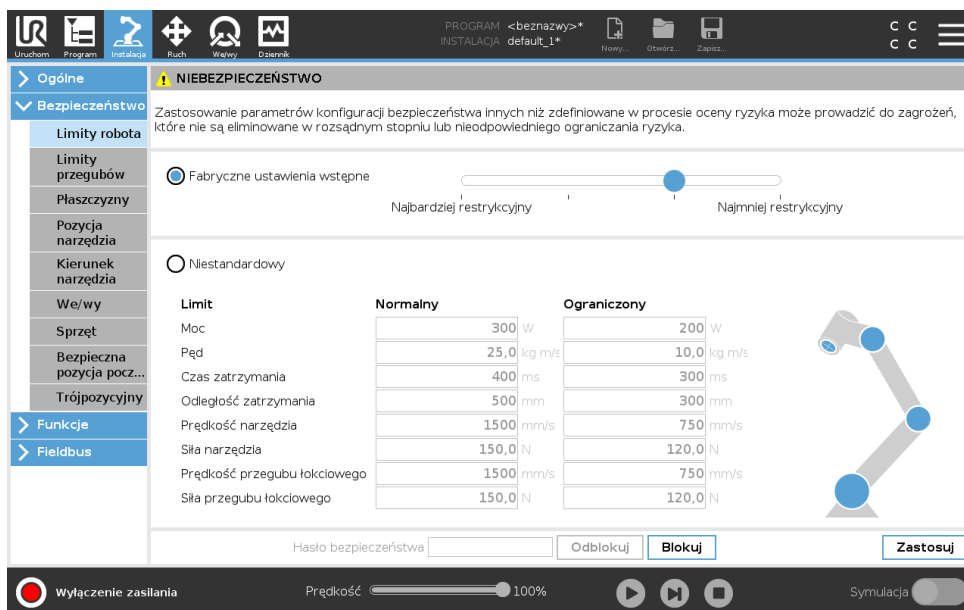 UR
PROGRAM <beznazwy>*
INSTALACJA default_1*
Uruchom Program Instalacja Ruch We/wy Dziennik Nowy... Otwórz... Zapisz...
C C
C C
Ogólne
Bezpieczeństwo
Limity robota
Limity
przegubów
Płaszczyzny
Pozycja
narzędzia
Kierunek
narzędzia
We/wy
Sprzęt
Bezpieczna
pozycja pocz...
Trójpozycyjny
Funkcje
Fieldbus
NIEBEZPIECZEŃSTWO
Zastosowanie parametrów konfiguracji bezpieczeństwa innych niż zdefiniowane w procesie oceny ryzyka może prowadzić do zagrożeń,
które nie są eliminowane w rozsądnym stopniu lub nieodpowiedniego ograniczania ryzyka.
Fabryczne ustawienia wstępne
Najbardziej restrykcyjny Najmniej restrykcyjny
Niestandardowy
Limit Normalny Ograniczony
Moc 300 W 200 W
Pęd 25,0 kg m/s 10,0 kg m/s
Czas zatrzymania 400 ms 300 ms
Odległość zatrzymania 500 mm 300 mm
Prędkość narzędzia 1500 mm/s 750 mm/s
Siła narzędzia 150,0 N 120,0 N
Prędkość przegubu łokciowego 1500 mm/s 750 mm/s
Siła przegubu łokciowego 150,0 N 120,0 N
Hasło bezpieczeństwa Odblokuj Blokuj Zastosuj
Wyłączenie zasilania Prędkość 100% Symulacja